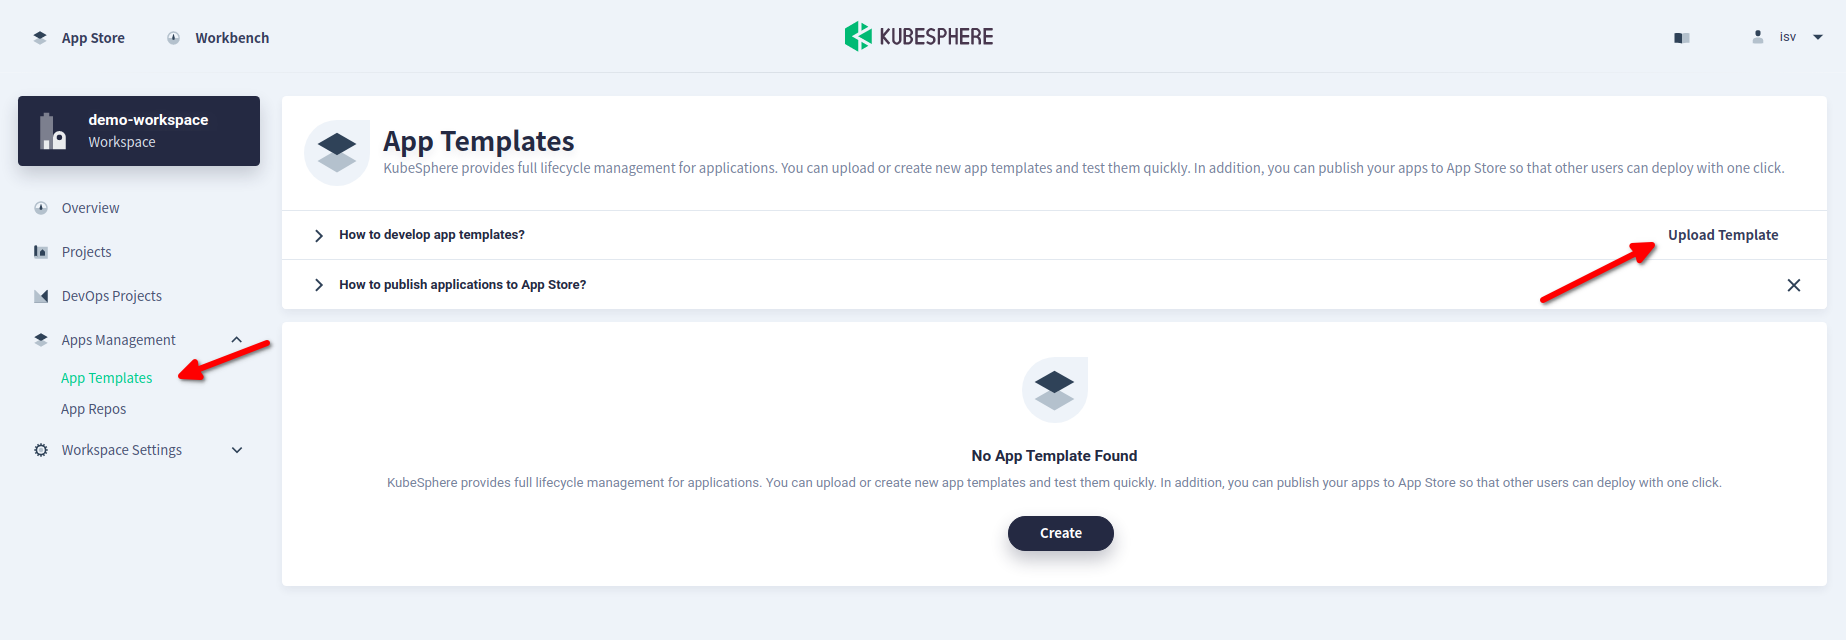 App Store
Workbench
KUBESPHERE
isv
demo-workspace
Workspace
Overview
Projects
DevOps Projects
Apps Management
App Templates
App Repos
Workspace Settings
App Templates
KubeSphere provides full lifecycle management for applications. You can upload or create new app templates and test them quickly. In addition, you can publish your apps to App Store so that other users can deploy with one click.
How to develop app templates?
Upload Template
How to publish applications to App Store?
No App Template Found
KubeSphere provides full lifecycle management for applications. You can upload or create new app templates and test them quickly. In addition, you can publish your apps to App Store so that other users can deploy with one click.
Create